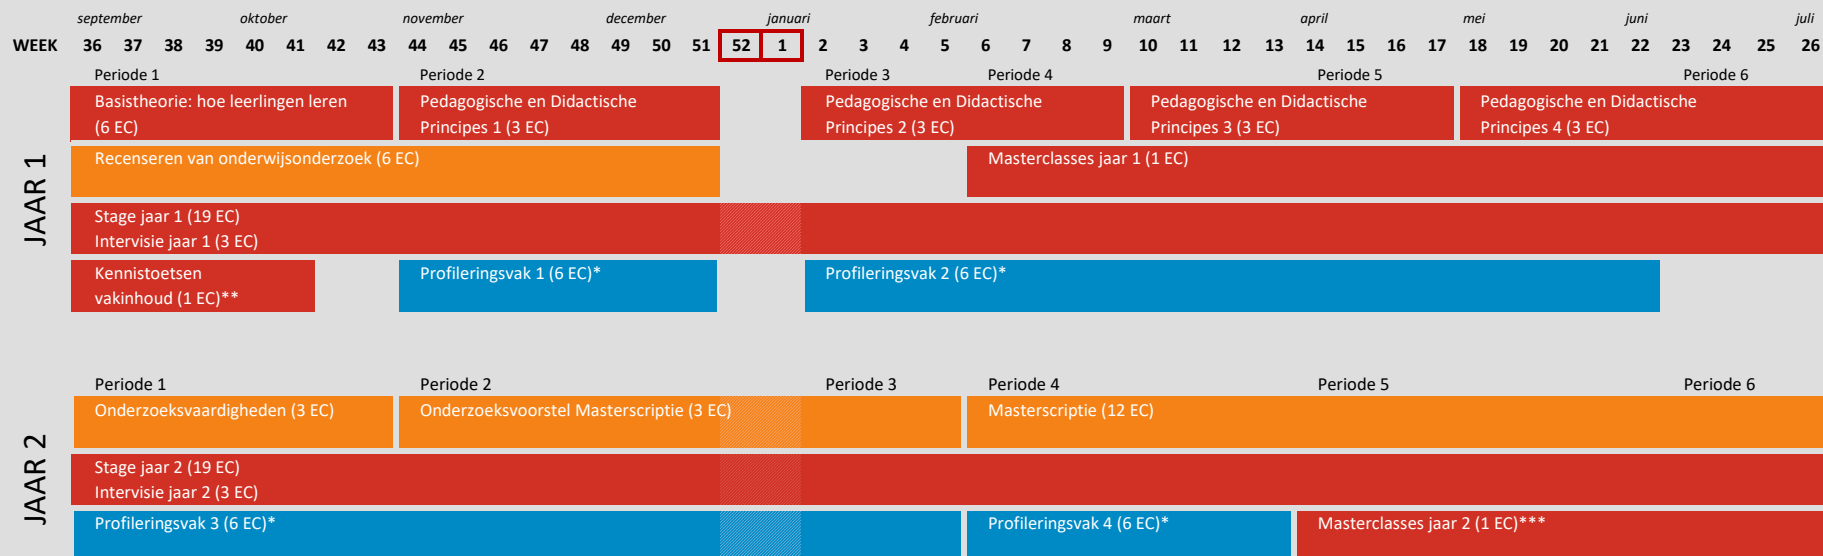 september oktober november december januari februari maart april mei juni juli
WEEK 36 37 38 39 40 41 42 43 44 45 46 47 48 49 50 51 52 1 2 3 4 5 6 7 8 9 10 11 12 13 14 15 16 17 18 19 20 21 22 23 24 25 26
Periode 1 Periode 2 Periode 3 Periode 4 Periode 5 Periode 6
JAAR 1
Basistheorie: hoe leerlingen leren
(6 EC)
Pedagogische en Didactische
Principes 1 (3 EC)
Pedagogische en Didactische
Principes 2 (3 EC)
Pedagogische en Didactische
Principes 3 (3 EC)
Pedagogische en Didactische
Principes 4 (3 EC)
Recenseren van onderwijsonderzoek (6 EC)
Masterclasses jaar 1 (1 EC)
Stage jaar 1 (19 EC)
Intervisie jaar 1 (3 EC)
Kennistoetsen
vakinhoud (1 EC)**
Profileringsvak 1 (6 EC)*
Profileringsvak 2 (6 EC)*
Periode 1 Periode 2 Periode 3 Periode 4 Periode 5 Periode 6
JAAR 2
Onderzoeksvaardigheden (3 EC)
Onderzoeksvoorstel Masterscriptie (3 EC)
Masterscriptie (12 EC)
Stage jaar 2 (19 EC)
Intervisie jaar 2 (3 EC)
Profileringsvak 3 (6 EC)*
Profileringsvak 4 (6 EC)*
Masterclasses jaar 2 (1 EC)***